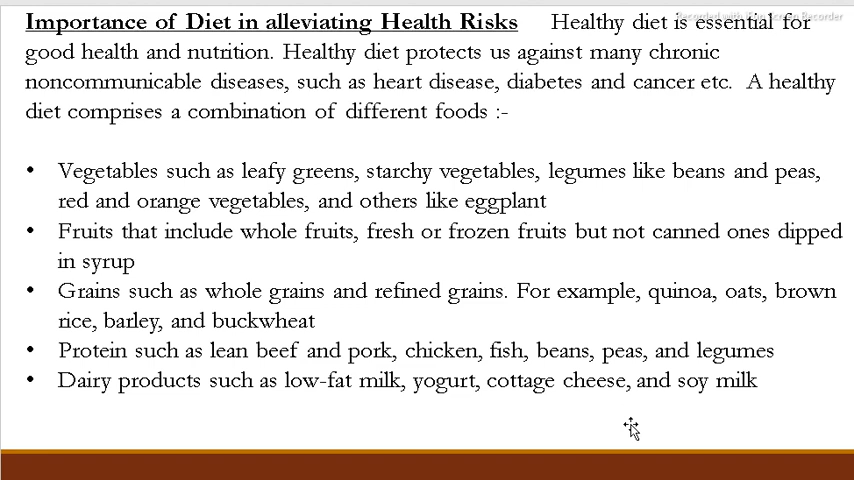 Importance of Diet in alleviating Health Risks Healthy diet is essential for
good health and nutrition. Healthy diet protects us against many chronic
noncommunicable diseases, such as heart disease, diabetes and cancer etc. A healthy
diet comprises a combination of different foods :-
• Vegetables such as leafy greens, starchy vegetables, legumes like beans and peas,
red and orange vegetables, and others like eggplant
• Fruits that include whole fruits, fresh or frozen fruits but not canned ones dipped
in syrup
• Grains such as whole grains and refined grains. For example, quinoa, oats, brown
rice, barley, and buckwheat
• Protein such as lean beef and pork, chicken, fish, beans, peas, and legumes
• Dairy products such as low-fat milk, yogurt, cottage cheese, and soy milk
Recorded with Screen Recorder